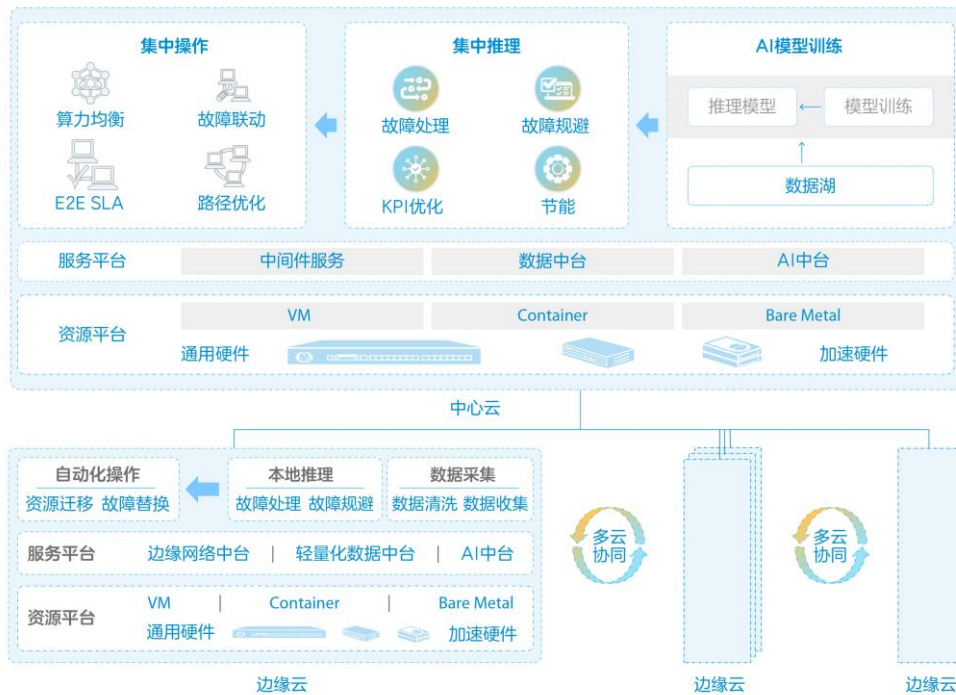 集中操作
算力均衡
故障联动
E2E SLA
路径优化
集中推理
故障处理
故障规避
KPI优化
节能
AI模型训练
推理模型
模型训练
数据湖
服务平台
中间件服务
数据中台
AI中台
资源平台
VM
Container
Bare Metal
通用硬件
加速硬件
中心云
自动化操作
资源迁移 故障替换
本地推理
故障处理 故障规避
数据采集
数据清洗 数据收集
服务平台
边缘网络中台 | 轻量化数据中台 | AI中台
资源平台
VM | Container | Bare Metal
通用硬件
加速硬件
多云
协同
多云
协同
边缘云
边缘云
边缘云